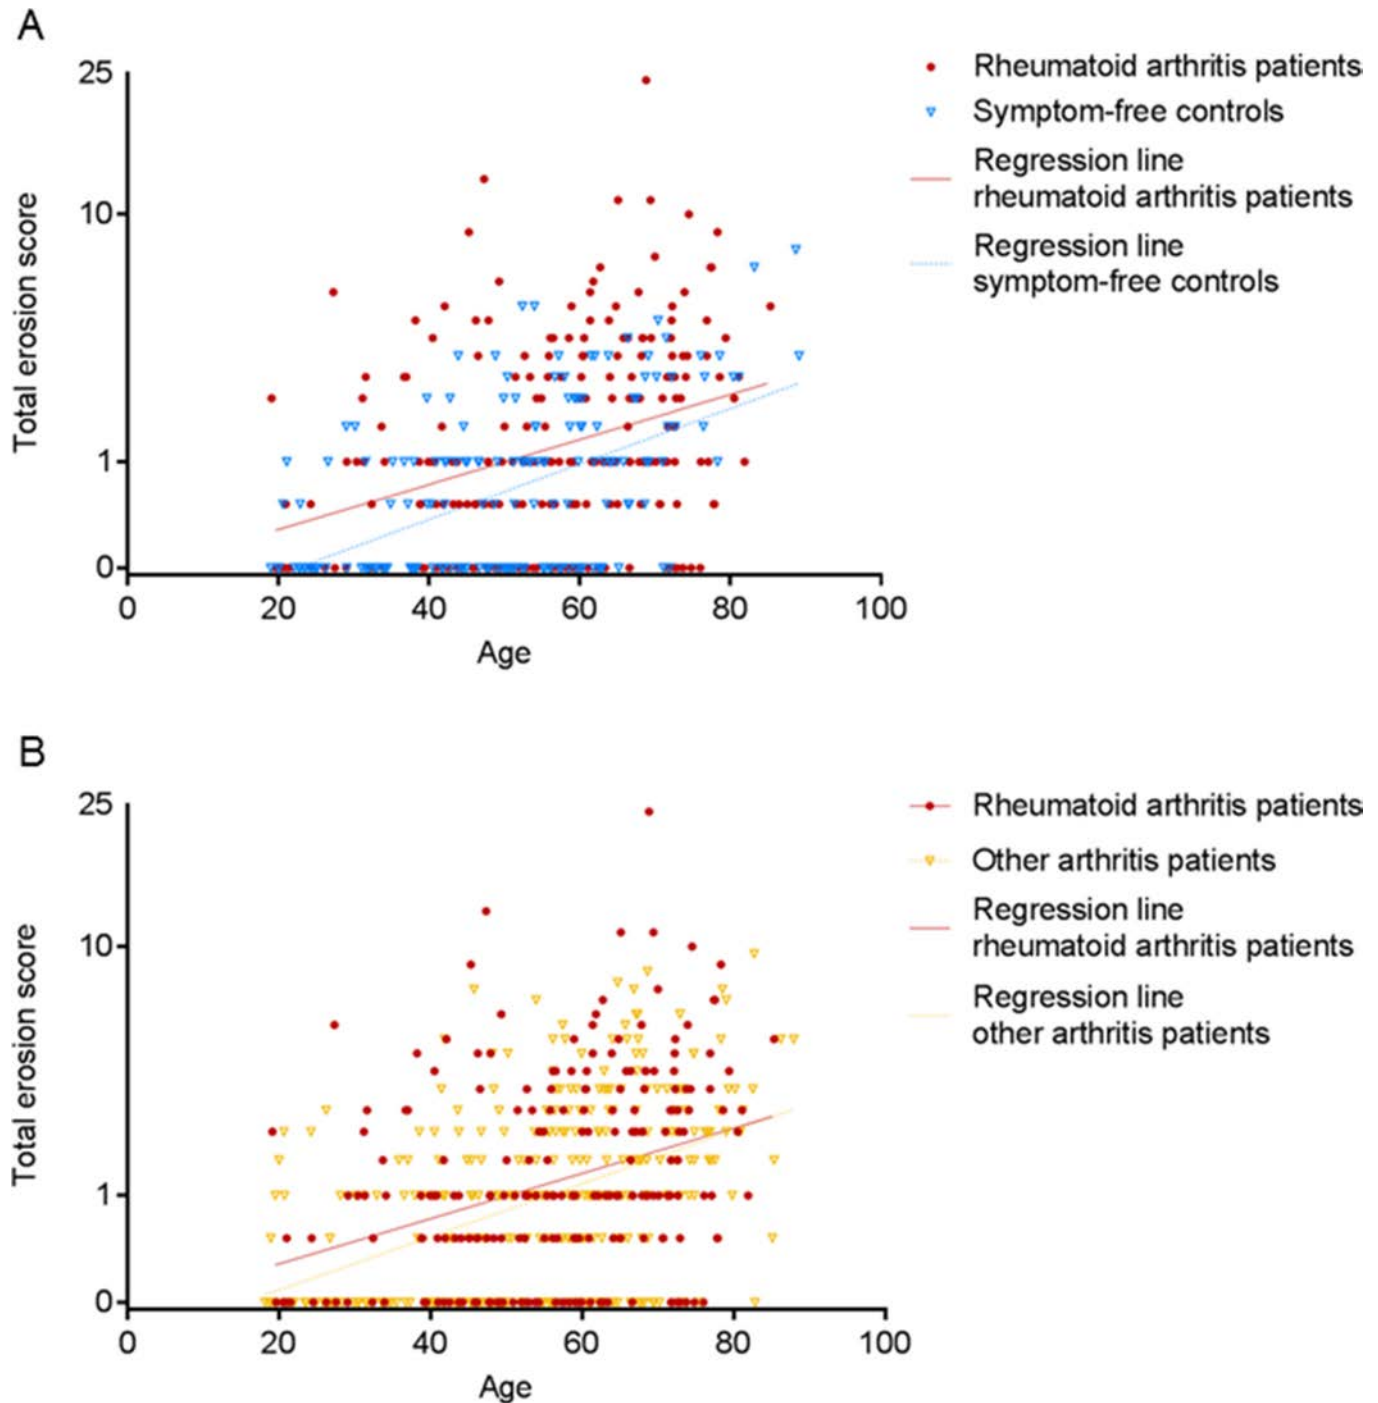 A
25
10
1
0
Total erosion score
0 20 40 60 80 100
Age
Rheumatoid arthritis patients
Symptom-free controls
Regression line
rheumatoid arthritis patients
Regression line
symptom-free controls
B
25
10
1
0
Total erosion score
0 20 40 60 80 100
Age
Rheumatoid arthritis patients
Other arthritis patients
Regression line
rheumatoid arthritis patients
Regression line
other arthritis patients